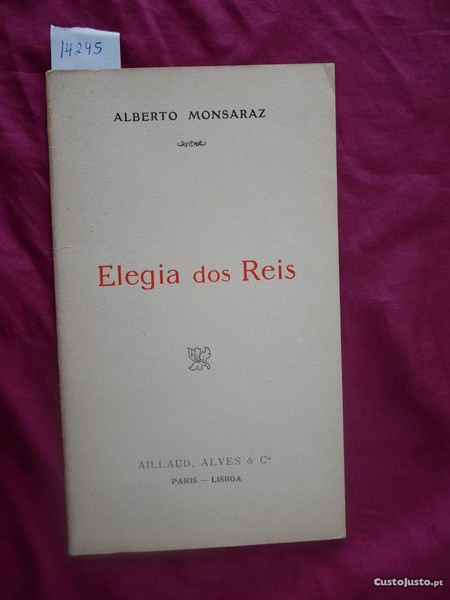 14245
ALBERTO MONSARAZ
Elegia dos Reis
AILLAUD, ALVES & Cia
PARIS — LISBOA
CustoJusto.pt